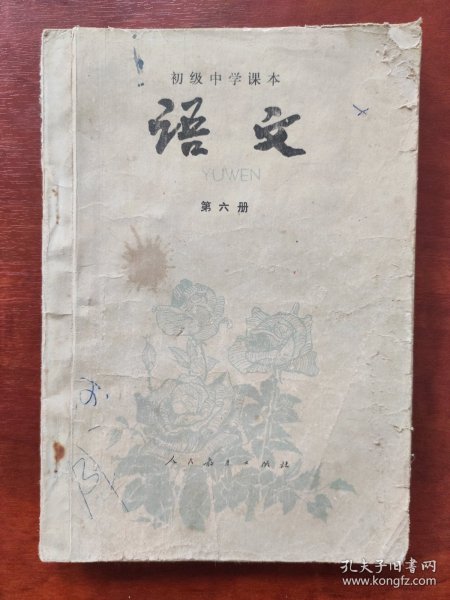 初级中学课本
语文
YUWEN
第六册
人民教育出版社
孔夫子旧书网
www.kongfz.com